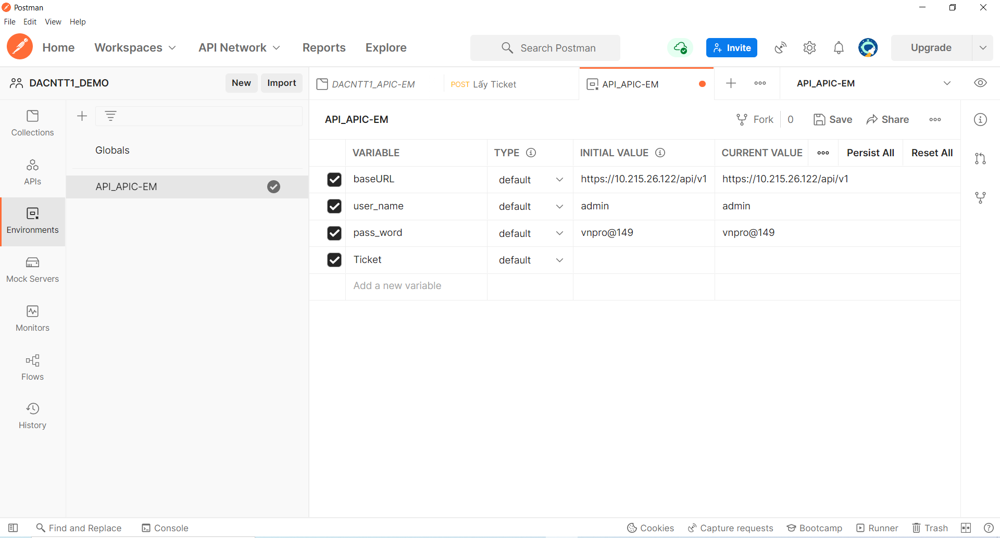 Postman
File Edit View Help
Home Workspaces API Network Reports Explore Search Postman Invite Upgrade
DACNTT1_DEMO New Import
DACNTT1_APIC-EM POST Lấy Ticket API_APIC-EM API_APIC-EM
Collections
APIs
Environments
Mock Servers
Monitors
Flows
History
Globals
API_APIC-EM
API_APIC-EM Fork 0 Save Share
VARIABLE TYPE INITIAL VALUE CURRENT VALUE Persist All Reset All
baseURL default https://10.215.26.122/api/v1 https://10.215.26.122/api/v1
user_name default admin admin
pass_word default vnpro@149 vnpro@149
Ticket default
Add a new variable
Find and Replace Console Cookies Capture requests Bootcamp Runner Trash